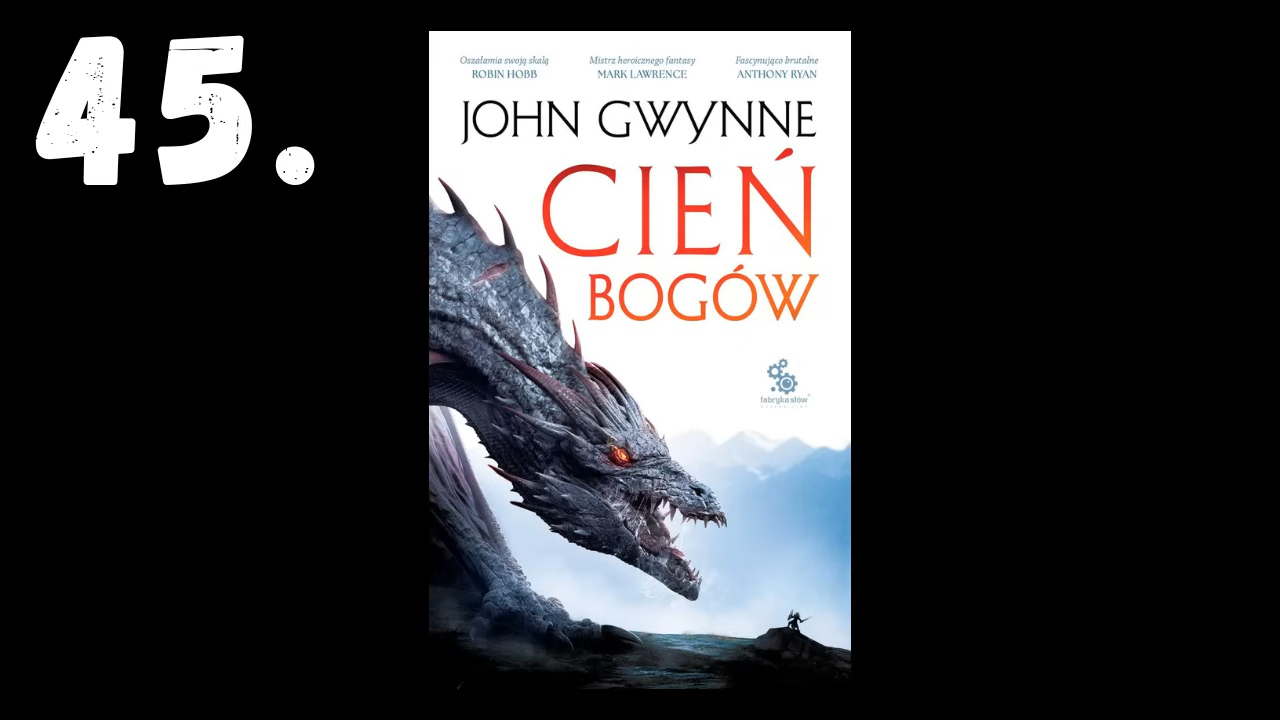 45.
Oszałamia swoją skalą
ROBIN HOBB
Mistrz heroicznego fantasy
MARK LAWRENCE
Fascynująco brutalne
ANTHONY RYAN
JOHN GWYNNE
CIEŃ
BOGÓW
fabryka słów